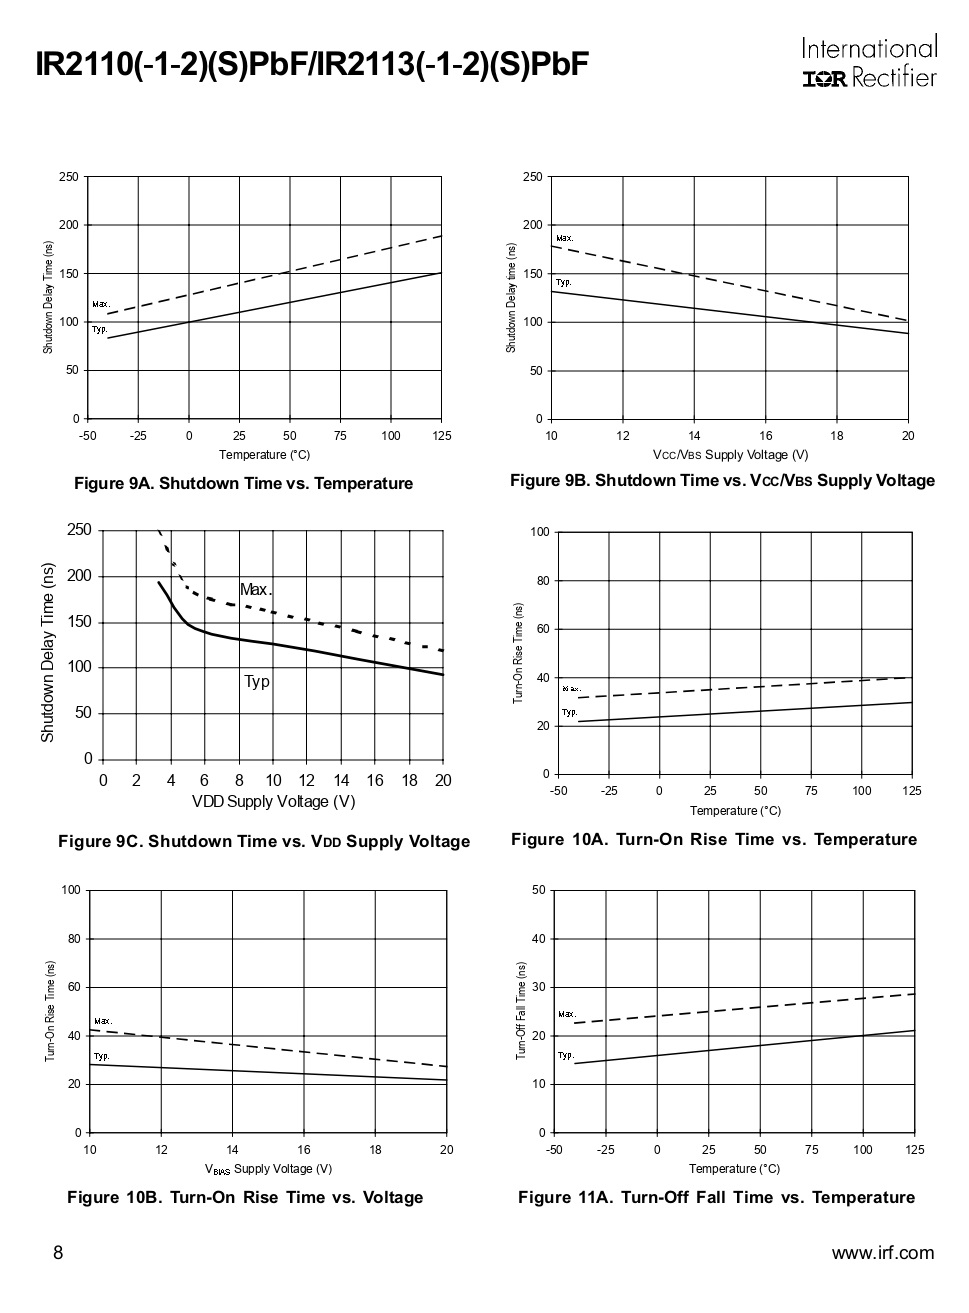 IR2110(-1-2)(S)PbF/IR2113(-1-2)(S)PbF
International
IOR Rectifier
250
200
150
100
50
0
Shutdown Delay Time (ns)
Max.
Typ.
-50 -25 0 25 50 75 100 125
Temperature (°C)
Figure 9A. Shutdown Time vs. Temperature
250
200
150
100
50
0
Shutdown Delay time (ns)
Max.
Typ.
10 12 14 16 18 20
VCC/VBS Supply Voltage (V)
Figure 9B. Shutdown Time vs. VCC/VBS Supply Voltage
250
200
150
100
50
0
Shutdown Delay Time (ns)
Max.
Typ
0 2 4 6 8 10 12 14 16 18 20
VDD Supply Voltage (V)
Figure 9C. Shutdown Time vs. VDD Supply Voltage
100
80
60
40
20
0
Turn-On Rise Time (ns)
Max.
Typ.
-50 -25 0 25 50 75 100 125
Temperature (°C)
Figure 10A. Turn-On Rise Time vs. Temperature
100
80
60
40
20
0
Turn-On Rise Time (ns)
Max.
Typ.
10 12 14 16 18 20
VBIAS Supply Voltage (V)
Figure 10B. Turn-On Rise Time vs. Voltage
50
40
30
20
10
0
Turn-Off Fall Time (ns)
Max.
Typ.
-50 -25 0 25 50 75 100 125
Temperature (°C)
Figure 11A. Turn-Off Fall Time vs. Temperature
8
www.irf.com